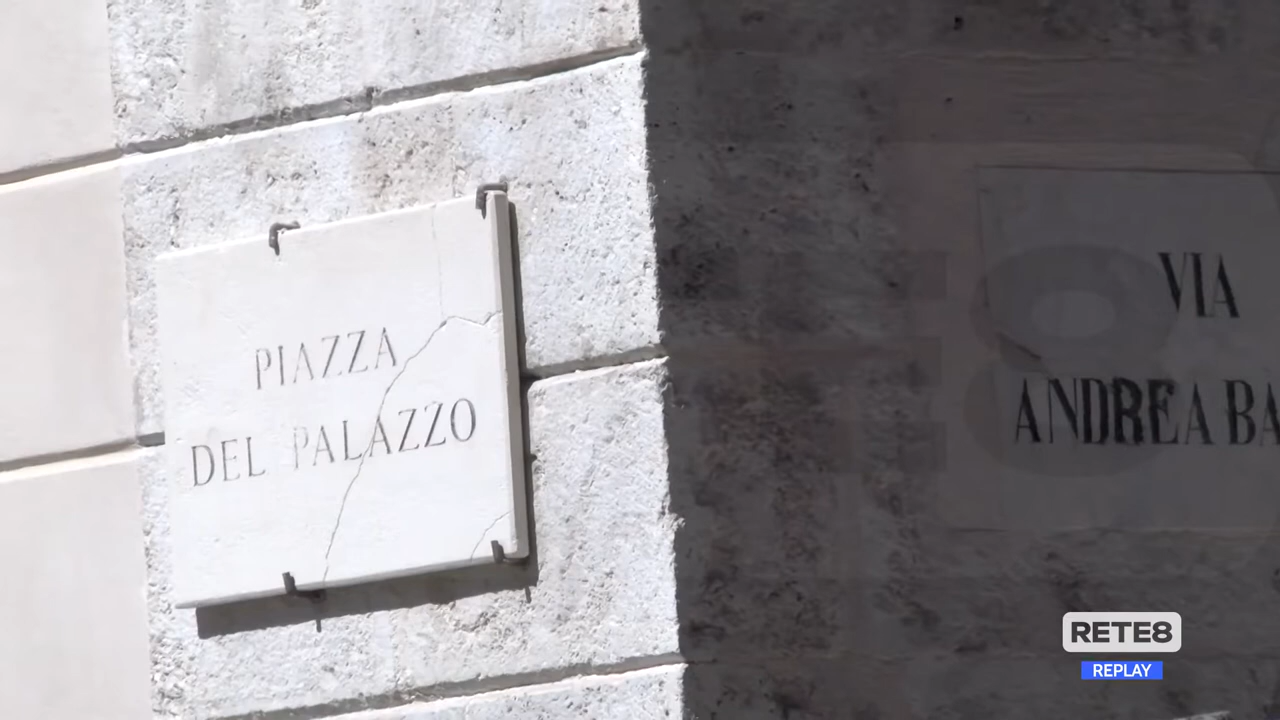 PIAZZA
DEL PALAZZO
VIA
ANDREA BA
RETE8
REPLAY